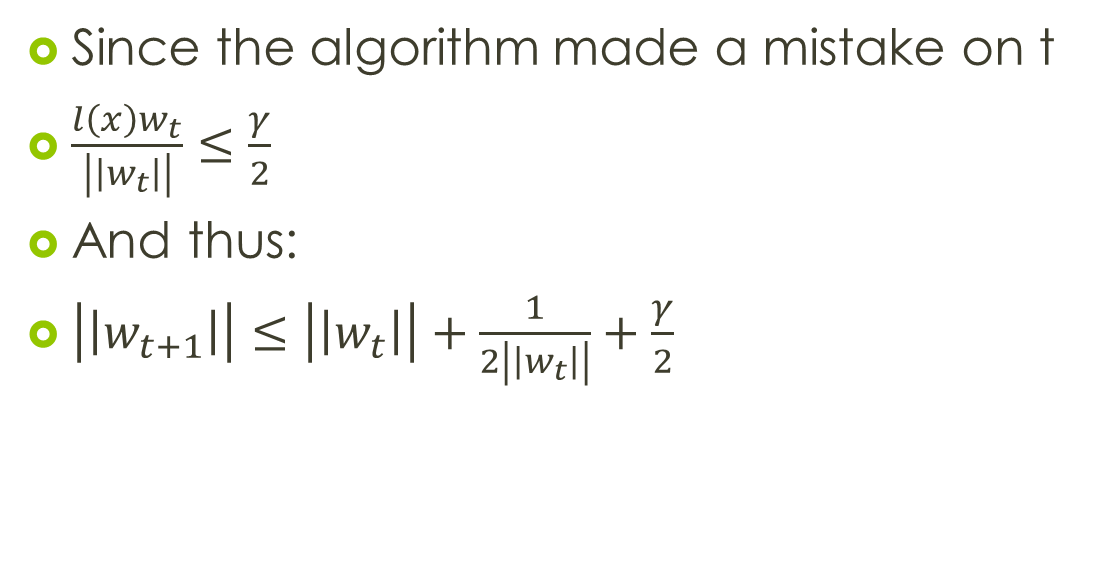 Since the algorithm made a mistake on t
l(x)w_t / ||w_t|| ≤ γ/2
And thus:
||w_{t+1}|| ≤ ||w_t|| + 1 / 2||w_t|| + γ/2